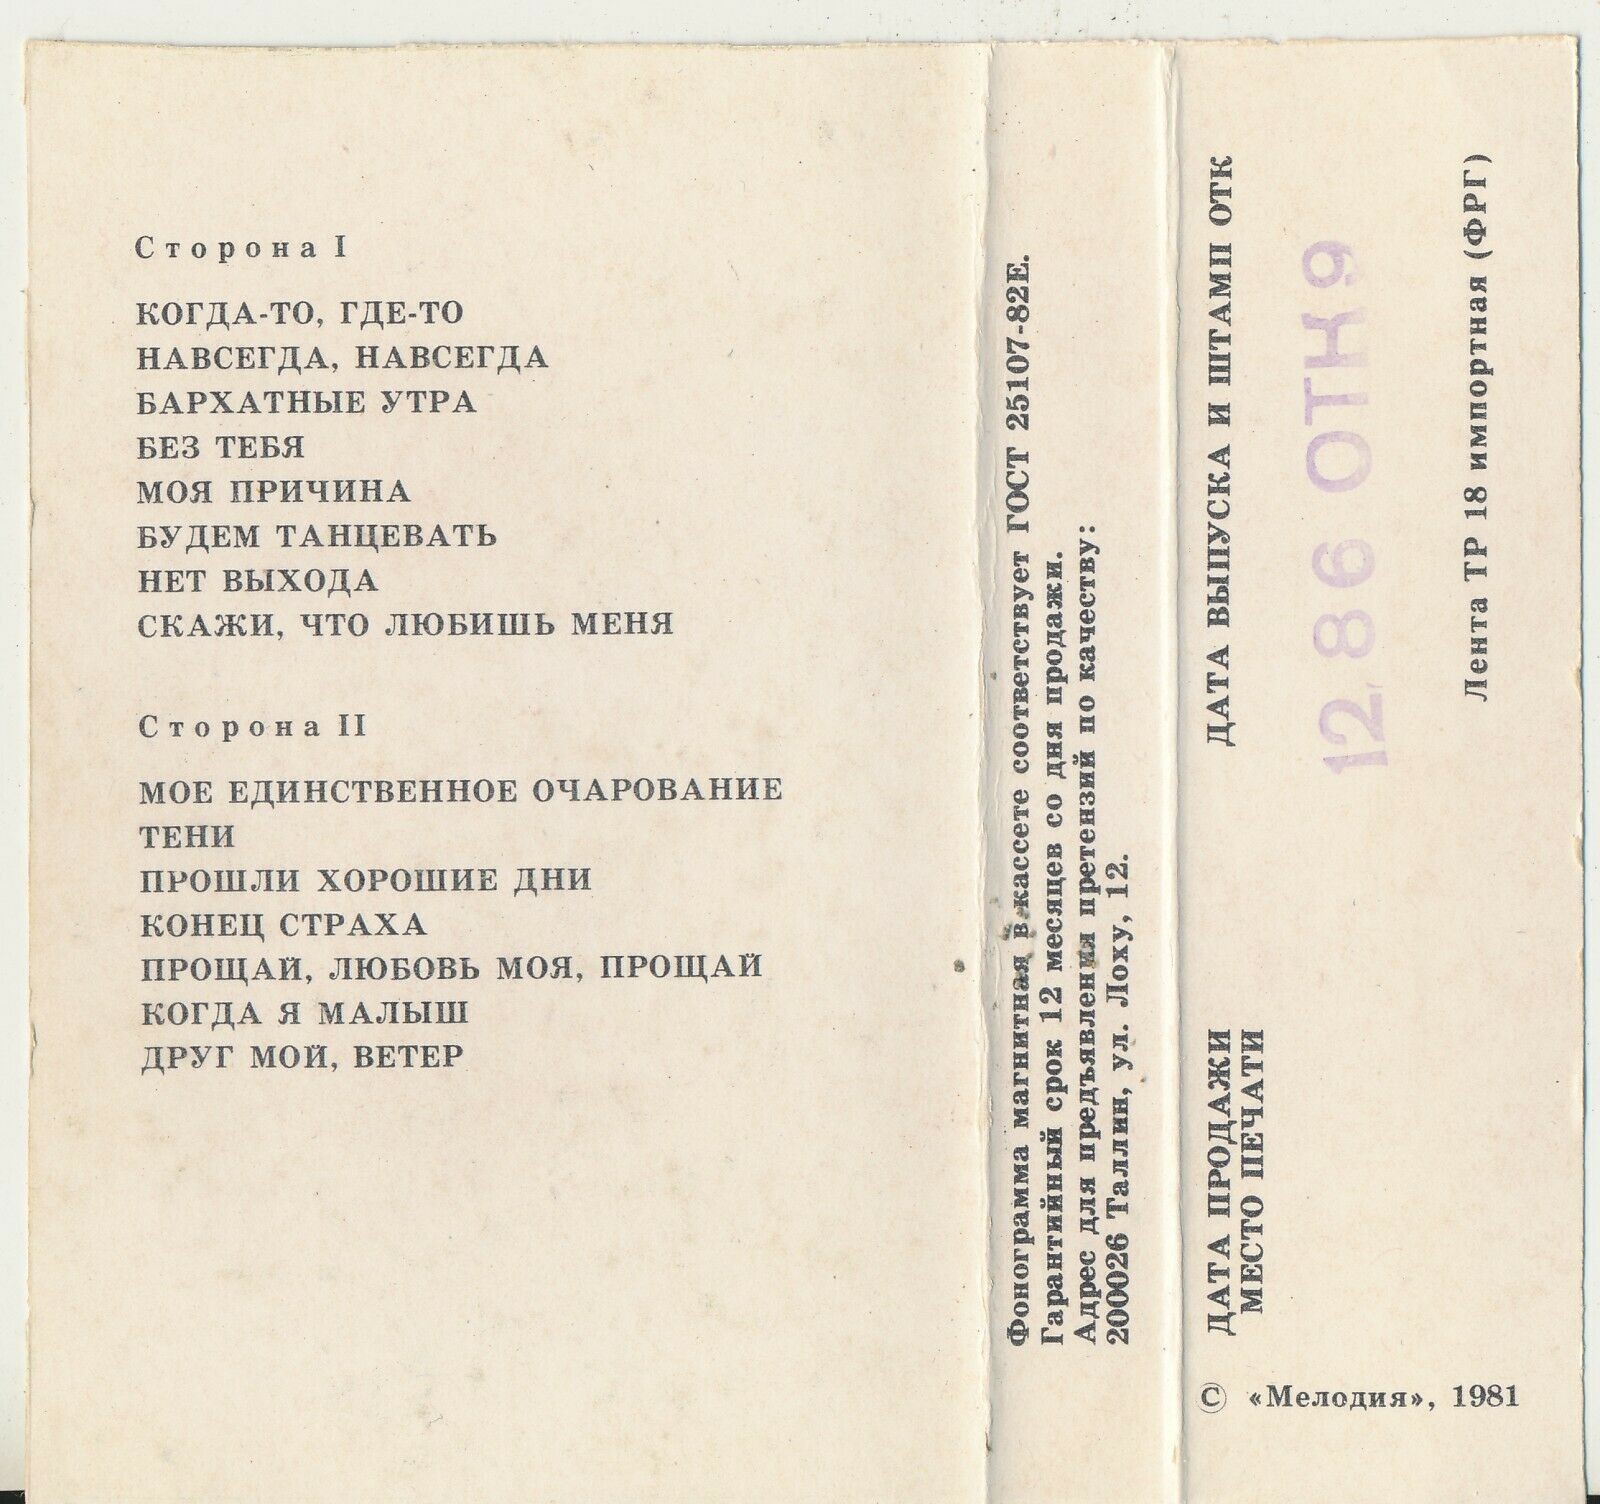 Сторона I
КОГДА-ТО, ГДЕ-ТО
НАВСЕГДА, НАВСЕГДА
БАРХАТНЫЕ УТРА
БЕЗ ТЕБЯ
МОЯ ПРИЧИНА
БУДЕМ ТАНЦЕВАТЬ
НЕТ ВЫХОДА
СКАЖИ, ЧТО ЛЮБИШЬ МЕНЯ
Сторона II
МОЕ ЕДИНСТВЕННОЕ ОЧАРОВАНИЕ
ТЕНИ
ПРОШЛИ ХОРОШИЕ ДНИ
КОНЕЦ СТРАХА
ПРОЩАЙ, ЛЮБОВЬ МОЯ, ПРОЩАЙ
КОГДА Я МАЛЫШ
ДРУГ МОЙ, ВЕТЕР
Фонограмма магнитная в кассете соответствует ГОСТ 25107-82Е.
Гарантийный срок 12 месяцев со дня продажи.
Адрес для предъявления претензий по качеству:
200026 Таллин, ул. Лоху, 12.
ДАТА ВЫПУСКА И ШТАМП ОТК
12 86 ОТК 9
Лента ТР 18 импортная (ФРГ)
ДАТА ПРОДАЖИ
МЕСТО ПЕЧАТИ
© «Мелодия», 1981